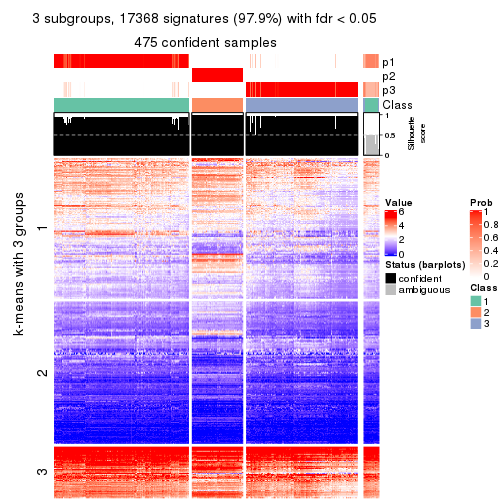 3 subgroups, 17368 signatures (97.9%) with fdr < 0.05
475 confident samples
p1
p2
p3
Class
1
0.5
0
Silhouette
score
k-means with 3 groups
1
2
3
Value
6
4
2
0
Status (barplots)
confident
ambiguous
Prob
1
0.8
0.6
0.4
0.2
0
Class
1
2
3